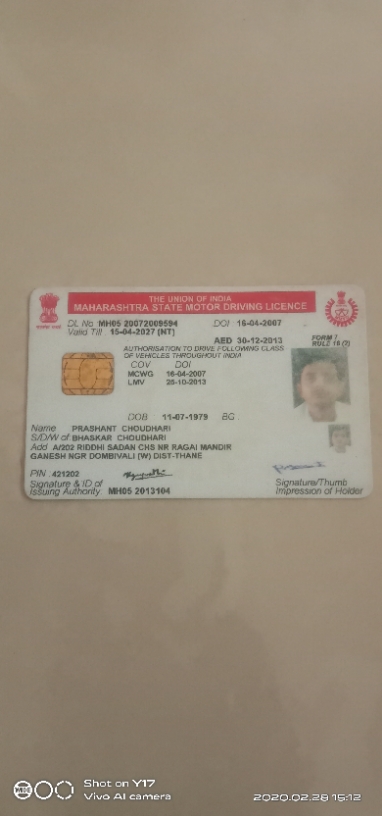 THE UNION OF INDIA
MAHARASHTRA STATE MOTOR DRIVING LICENCE
DL No MH05 20072009594 DOI 16-04-2007
Valid Till 15-04-2027 (NT)
AED 30-12-2013
FORM 7
RULE 16 (2)
AUTHORISATION TO DRIVE FOLLOWING CLASS
OF VEHICLES THROUGHOUT INDIA
COV DOI
MCWG 16-04-2007
LMV 25-10-2013
DOB 11-07-1979 BG
Name PRASHANT CHOUDHARI
S/D/W of BHASKAR CHOUDHARI
Add A/202 RIDDHI SADAN CHS NR RAGAI MANDIR
GANESH NGR DOMBIVALI (W) DIST-THANE
PIN 421202
Signature & ID of
Issuing Authority MH05 2013104
Signature/Thumb
Impression of Holder
Shot on Y17
Vivo AI camera
2020.02.28 15:12